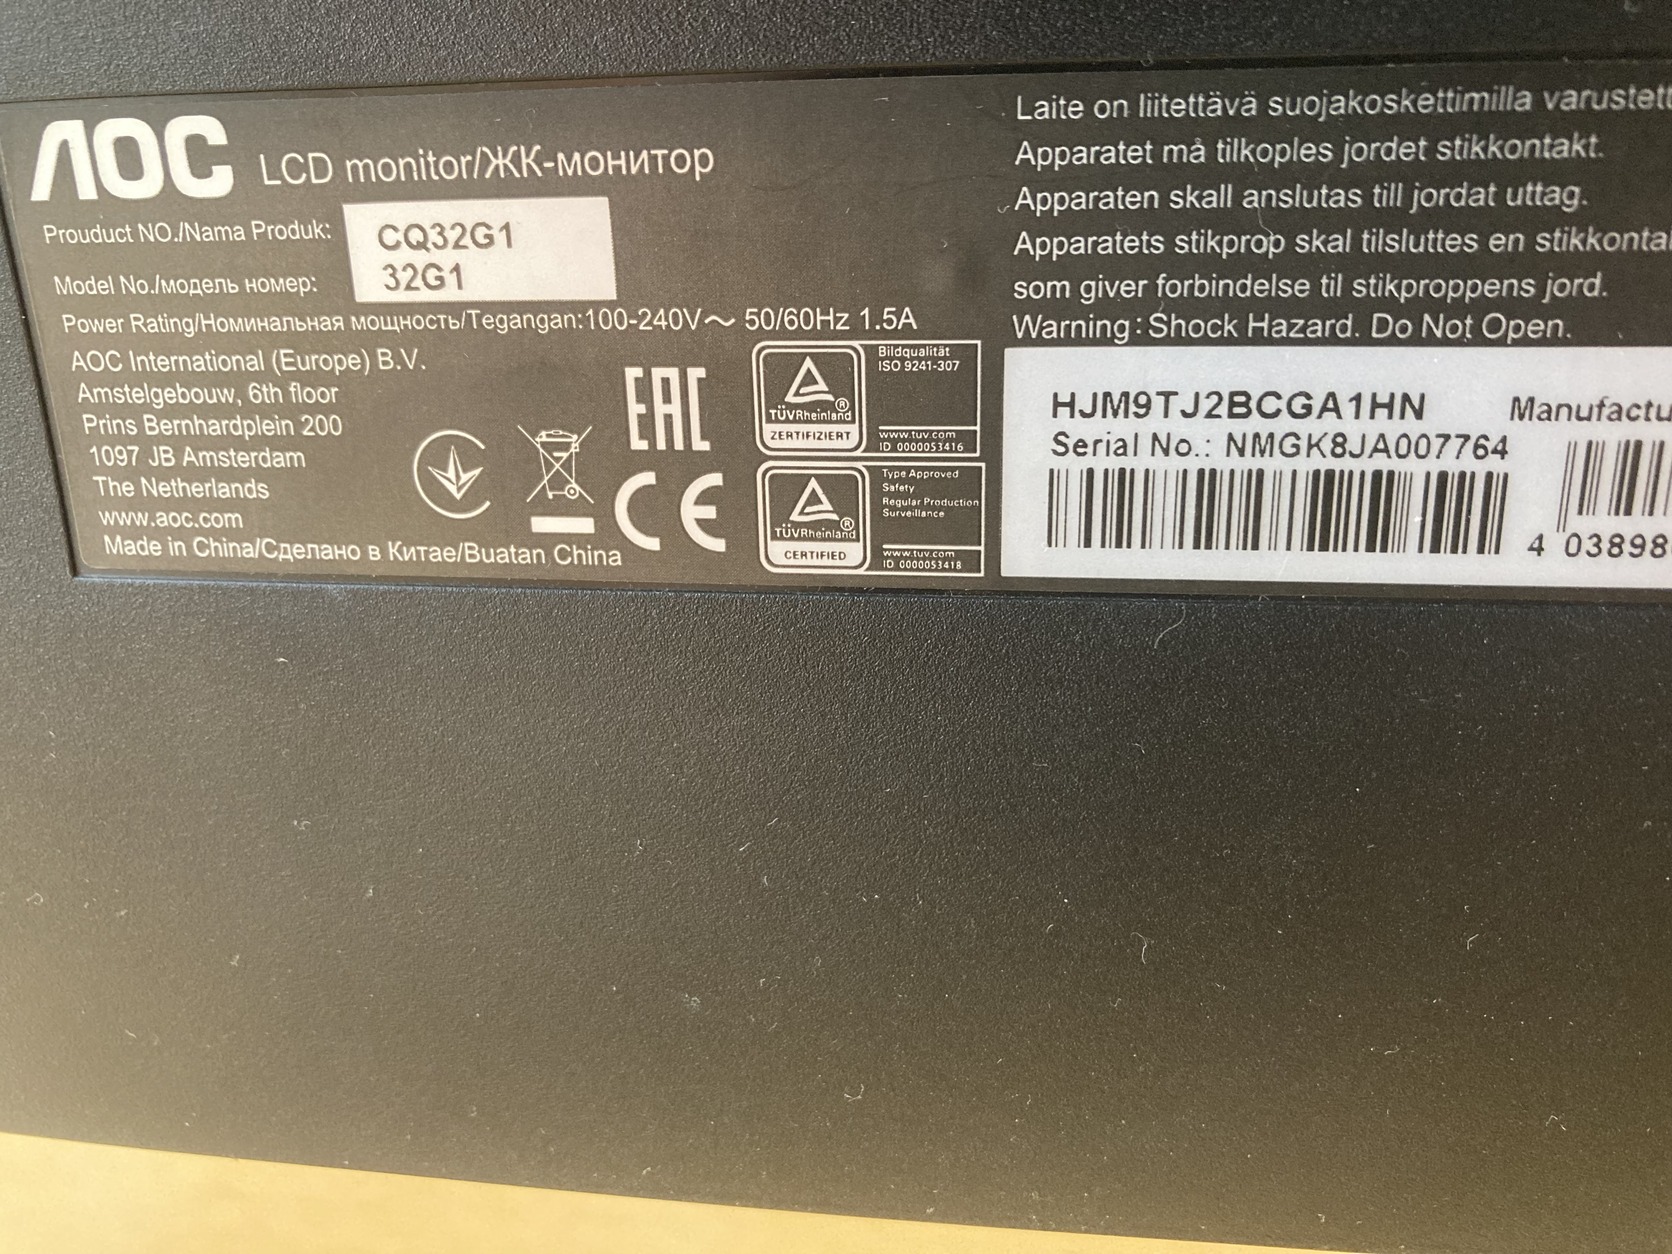 AOC LCD monitor/ЖК-монитор
Prouduct NO./Nama Produk: CQ32G1
Model No./модель номер: 32G1
Power Rating/Номинальная мощность/Tegangan:100-240V～ 50/60Hz 1.5A
AOC International (Europe) B.V.
Amstelgebouw, 6th floor
Prins Bernhardplein 200
1097 JB Amsterdam
The Netherlands
www.aoc.com
Made in China/Сделано в Китае/Buatan China
EAC
CE
TÜVRheinland®
ZERTIFIZIERT
Bildqualität
ISO 9241-307
www.tuv.com
ID 0000053416
TÜVRheinland®
CERTIFIED
Type Approved
Safety
Regular Production
Surveillance
www.tuv.com
ID 0000053418
Laite on liitettävä suojakoskettimilla
Apparatet må tilkoples jordet stikkontakt.
Apparaten skall anslutas till jordat uttag.
Apparatets stikprop skal tilsluttes en
som giver forbindelse til stikproppens jord.
Warning:Shock Hazard. Do Not Open.
HJM9TJ2BCGA1HN
Serial No.: NMGK8JA007764
4 03898